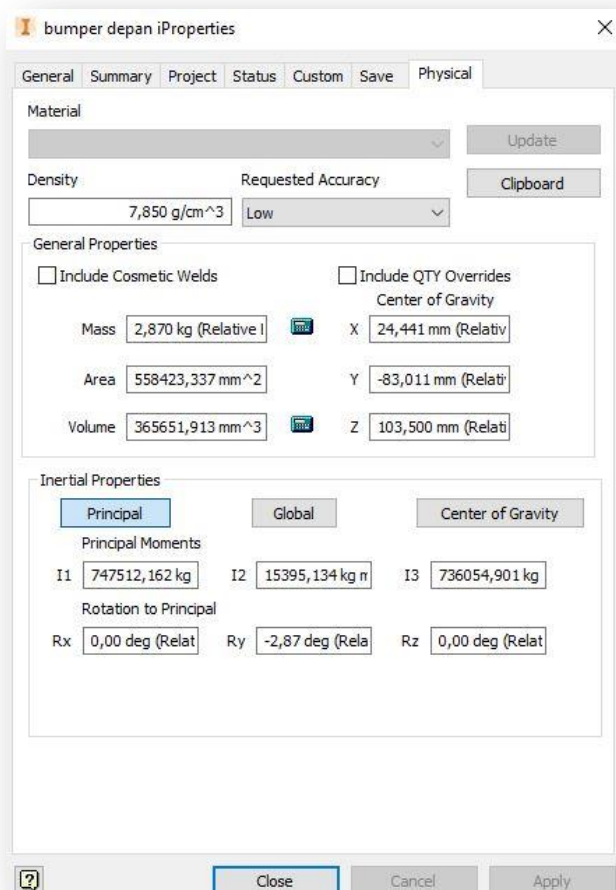 bumper depan iProperties
General Summary Project Status Custom Save Physical
Material
Update
Density Requested Accuracy Clipboard
7,850 g/cm^3 Low
General Properties
Include Cosmetic Welds Include QTY Overrides
Center of Gravity
Mass 2,870 kg (Relative X 24,441 mm (Relativ
Area 558423,337 mm^2 Y -83,011 mm (Relati
Volume 365651,913 mm^3 Z 103,500 mm (Relati
Inertial Properties
Principal Global Center of Gravity
Principal Moments
I1 747512,162 kg I2 15395,134 kg I3 736054,901 kg
Rotation to Principal
Rx 0,00 deg (Relat Ry -2,87 deg (Rela Rz 0,00 deg (Relat
Close Cancel Apply